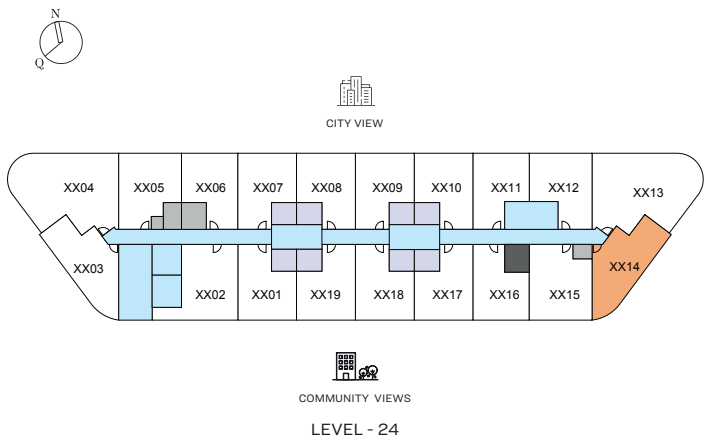 N
Q
CITY VIEW
XX04
XX05
XX06
XX07
XX08
XX09
XX10
XX11
XX12
XX13
XX03
XX14
XX02
XX01
XX19
XX18
XX17
XX16
XX15
COMMUNITY VIEWS
LEVEL - 24